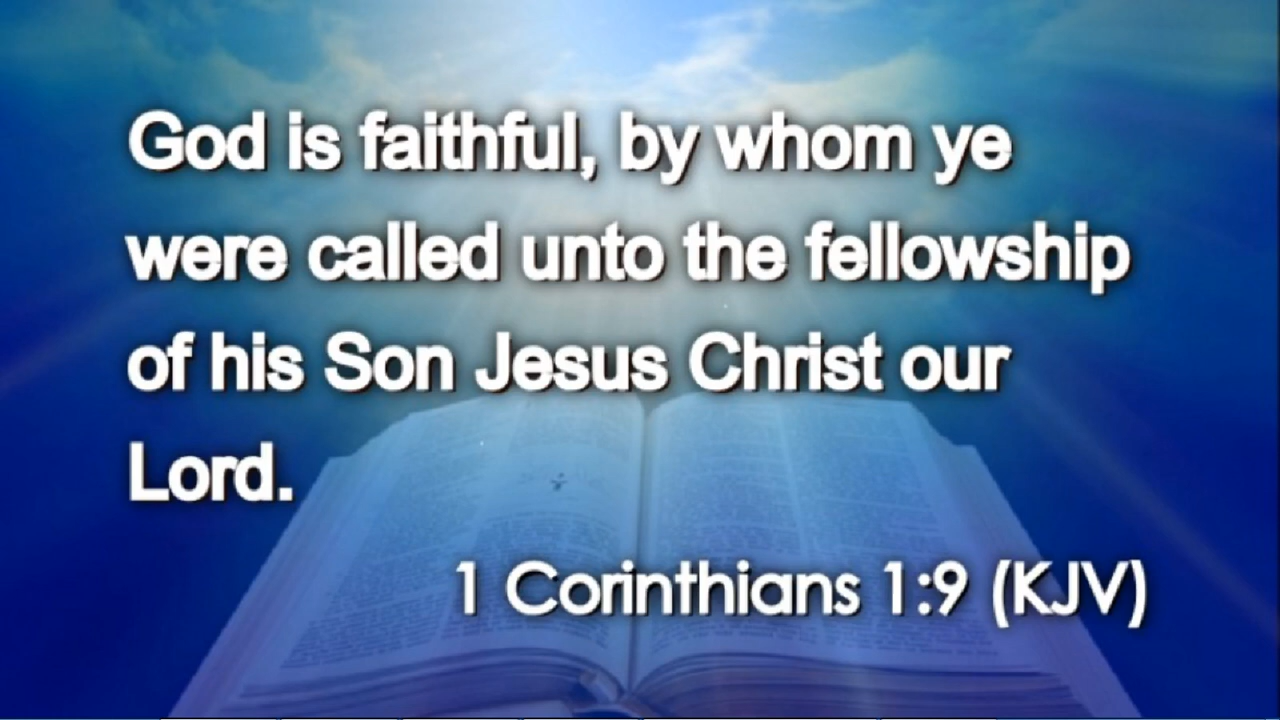 God is faithful, by whom ye
were called unto the fellowship
of his Son Jesus Christ our
Lord.
1 Corinthians 1:9 (KJV)